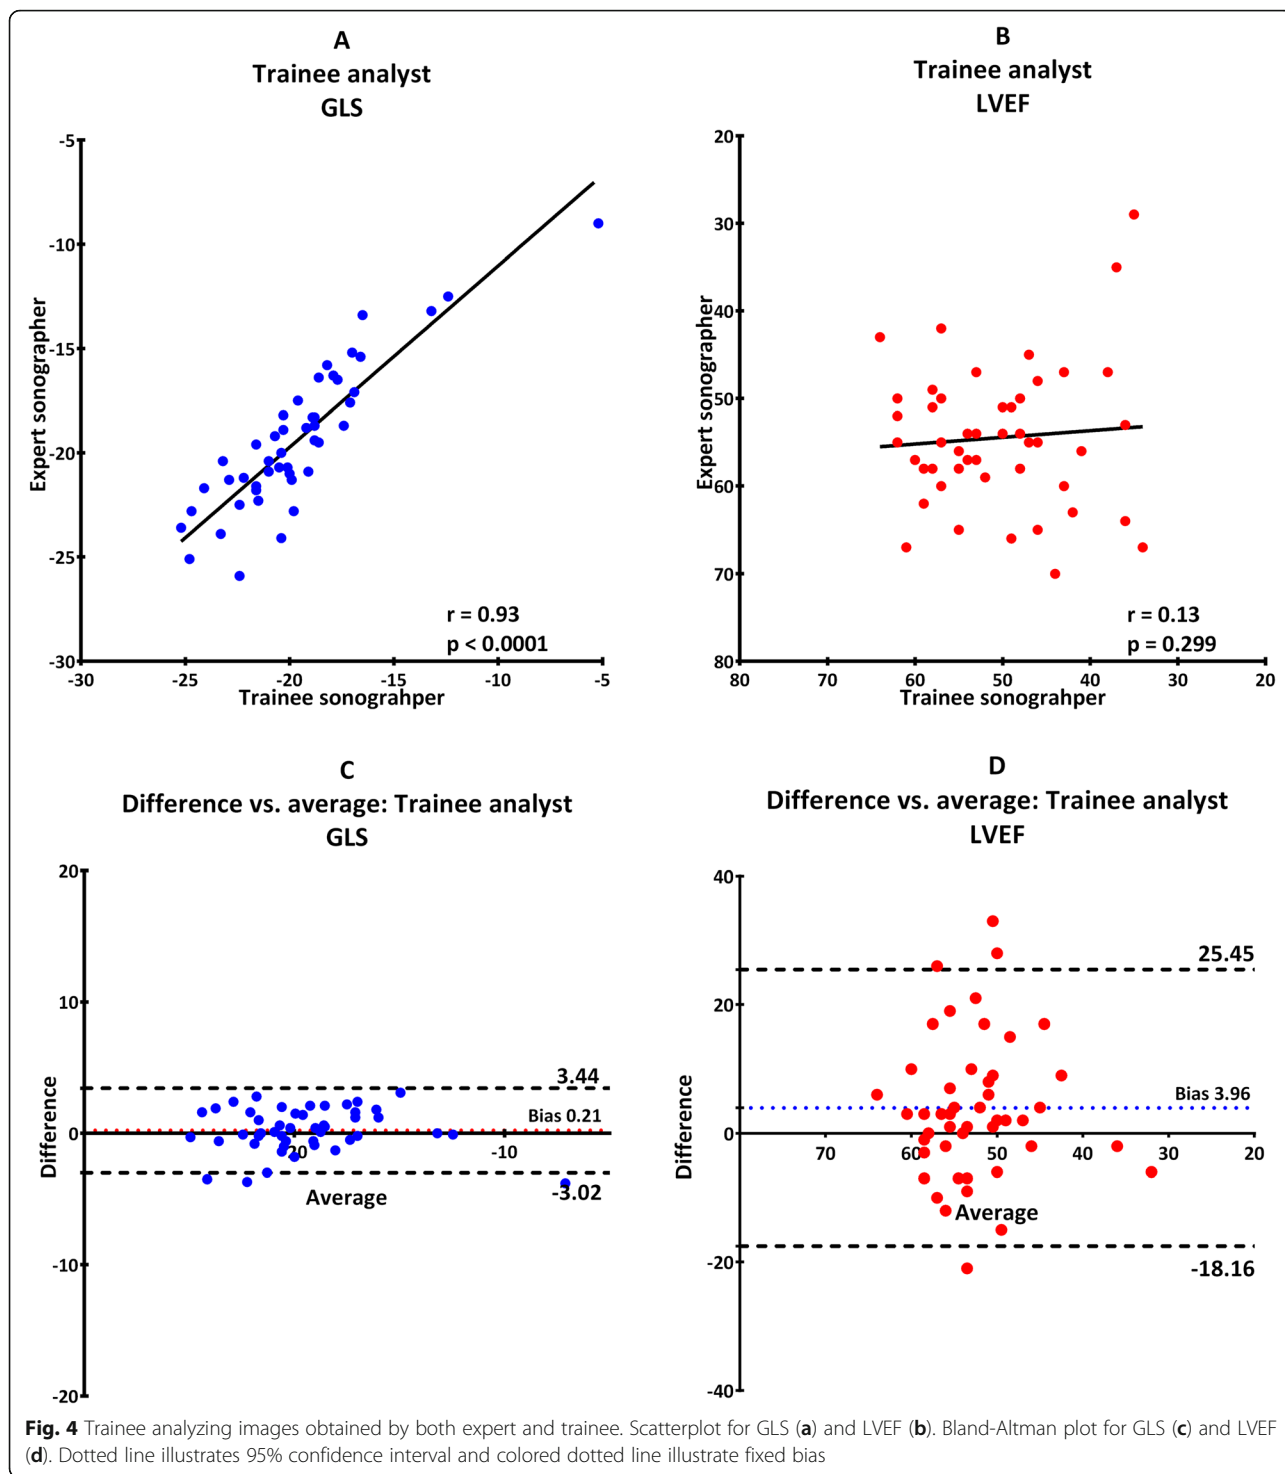 A
Trainee analyst
GLS
-5
-10
-15
-20
-25
-30
Expert sonographer
r = 0.93
p < 0.0001
-30
-25
-20
-15
-10
-5
Trainee sonograhper
B
Trainee analyst
LVEF
20
30
40
50
60
70
80
Expert sonographer
r = 0.13
p = 0.299
80
70
60
50
40
30
20
Trainee sonograhper
C
Difference vs. average: Trainee analyst
GLS
20
10
0
-10
-20
Difference
3.44
Bias 0.21
-20
-10
-3.02
Average
D
Difference vs. average: Trainee analyst
LVEF
40
20
0
-20
-40
Difference
25.45
Bias 3.96
70
60
50
40
30
20
Average
-18.16
Fig. 4 Trainee analyzing images obtained by both expert and trainee. Scatterplot for GLS (a) and LVEF (b). Bland-Altman plot for GLS (c) and LVEF
(d). Dotted line illustrates 95% confidence interval and colored dotted line illustrate fixed bias